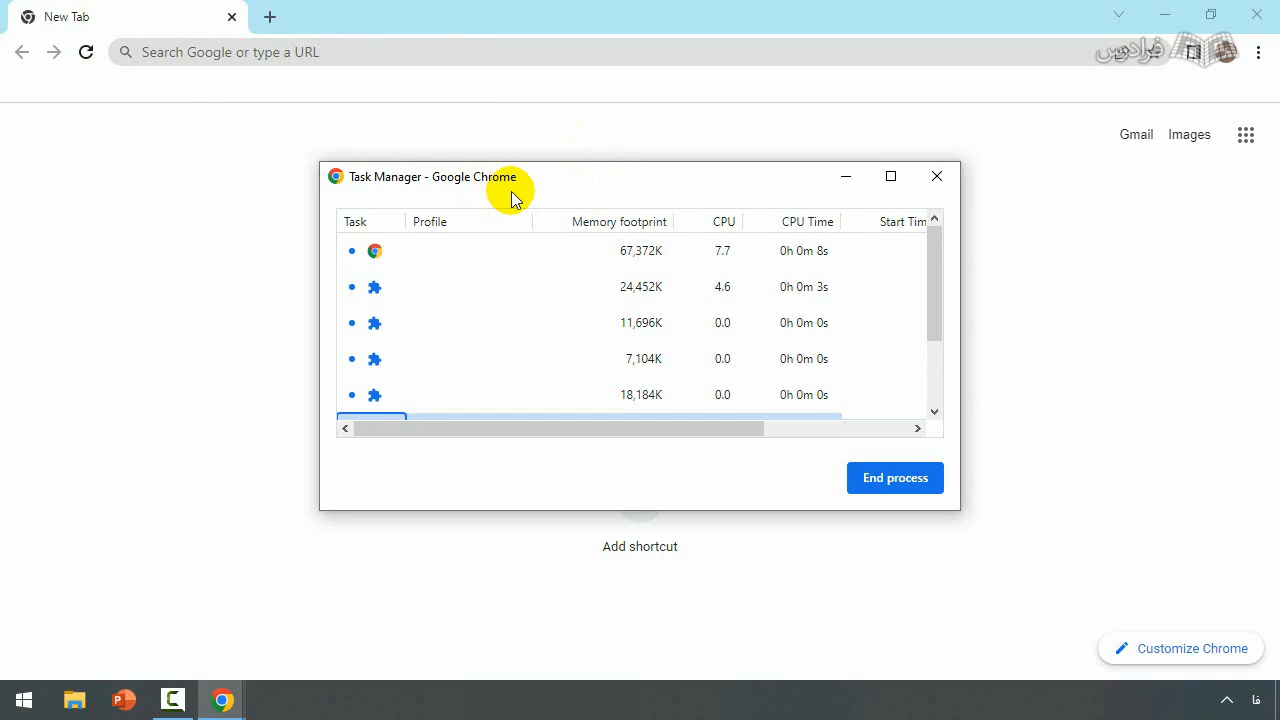 New Tab
Search Google or type a URL
فرادرس
Gmail Images
Task Manager - Google Chrome
Task Profile Memory footprint CPU CPU Time Start Tim
67,372K 7.7 0h 0m 8s
24,452K 4.6 0h 0m 3s
11,696K 0.0 0h 0m 0s
7,104K 0.0 0h 0m 0s
18,184K 0.0 0h 0m 0s
End process
Add shortcut
Customize Chrome
فا